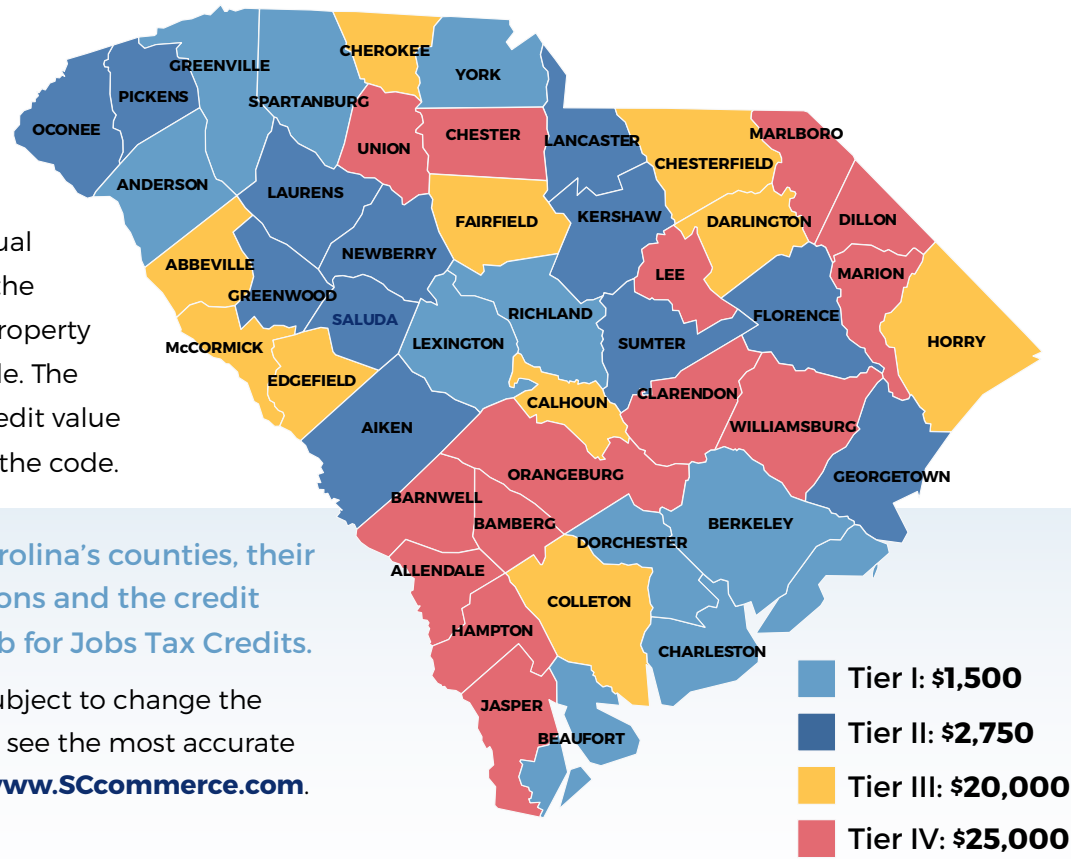 CHEROKEE
GREENVILLE
YORK
PICKENS
SPARTANBURG
OCONEE
CHESTER
MARLBORO
LANCASTER
UNION
CHESTERFIELD
ANDERSON
LAURENS
KERSHAW
FAIRFIELD
DARLINGTON
DILLON
NEWBERRY
ABBEVILLE
LEE
MARION
GREENWOOD
RICHLAND
SALUDA
FLORENCE
LEXINGTON
SUMTER
HORRY
McCORMICK
EDGEFIELD
CLARENDON
CALHOUN
AIKEN
WILLIAMSBURG
ORANGEBURG
GEORGETOWN
BARNWELL
BAMBERG
BERKELEY
DORCHESTER
ALLENDALE
COLLETON
HAMPTON
CHARLESTON
JASPER
BEAUFORT
ual
the
roperty
le. The
edit value
the code.
rolina's counties, their
ons and the credit
b for Jobs Tax Credits.
ubject to change the
see the most accurate
www.SCcommerce.com.
Tier I: $1,500
Tier II: $2,750
Tier III: $20,000
Tier IV: $25,000